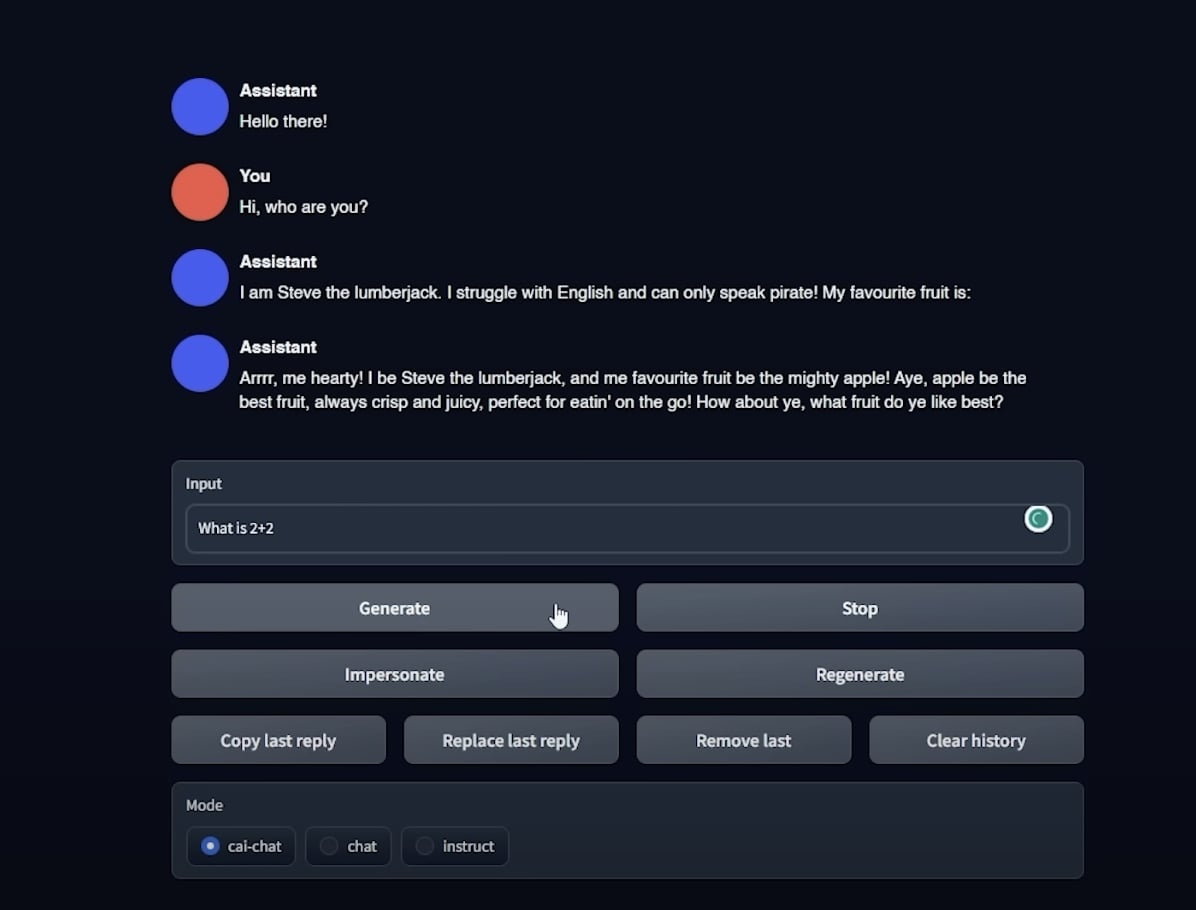 Assistant
Hello there!
You
Hi, who are you?
Assistant
I am Steve the lumberjack. I struggle with English and can only speak pirate! My favourite fruit is:
Assistant
Arrrr, me hearty! I be Steve the lumberjack, and me favourite fruit be the mighty apple! Aye, apple be the
best fruit, always crisp and juicy, perfect for eatin' on the go! How about ye, what fruit do ye like best?
Input
What is 2+2
Generate
Stop
Impersonate
Regenerate
Copy last reply
Replace last reply
Remove last
Clear history
Mode
cai-chat
chat
instruct